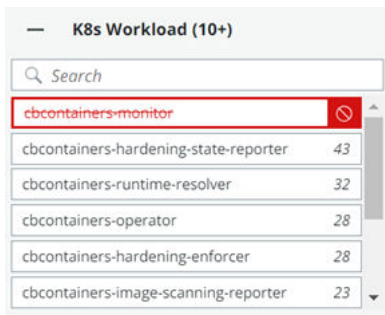 — K8s Workload (10+)
Search
cbcontainers-monitor
cbcontainers-hardening-state-reporter 43
cbcontainers-runtime-resolver 32
cbcontainers-operator 28
cbcontainers-hardening-enforcer 28
cbcontainers-image-scanning-reporter 23